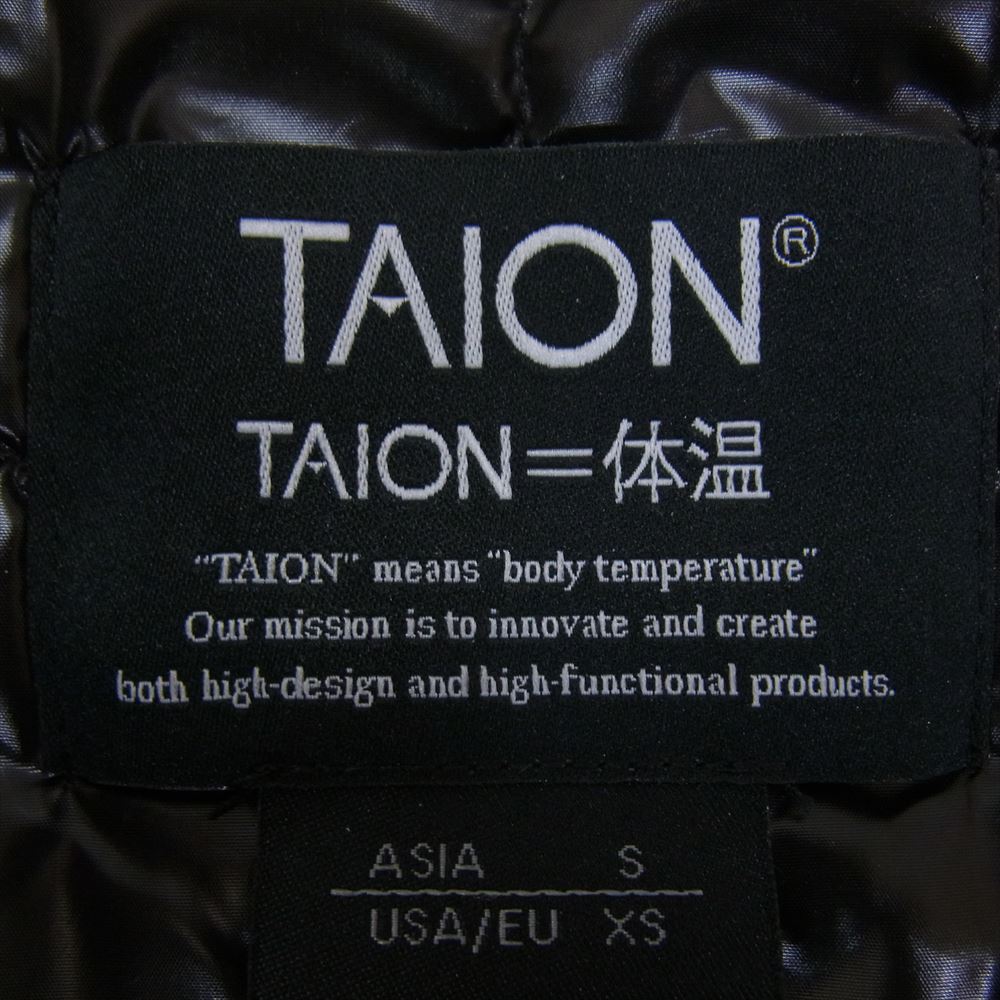 TAION®
TAION=体温
"TAION" means "body temperature"
Our mission is to innovate and create
both high-design and high-functional products.
ASIA S
USA/EU XS